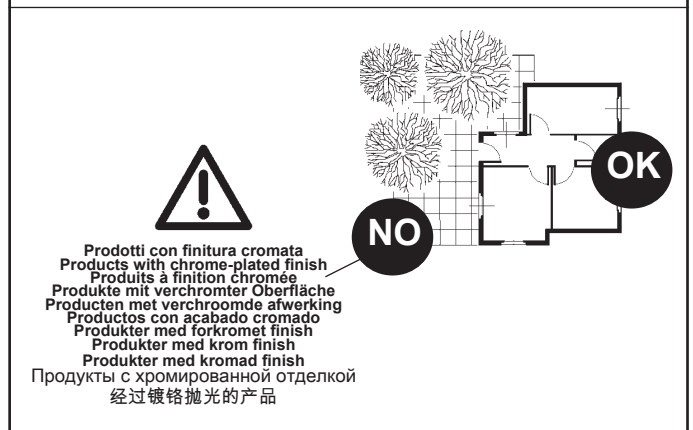 OK
NO
Prodotti con finitura cromata
Products with chrome-plated finish
Produits à finition chromée
Produkte mit verchromter Oberfläche
Producten met verchroomde afwerking
Productos con acabado cromado
Produkter med forkromet finish
Produkter med krom finish
Produkter med kromad finish
Продукты с хромированной отделкой
经过镀铬抛光的产品